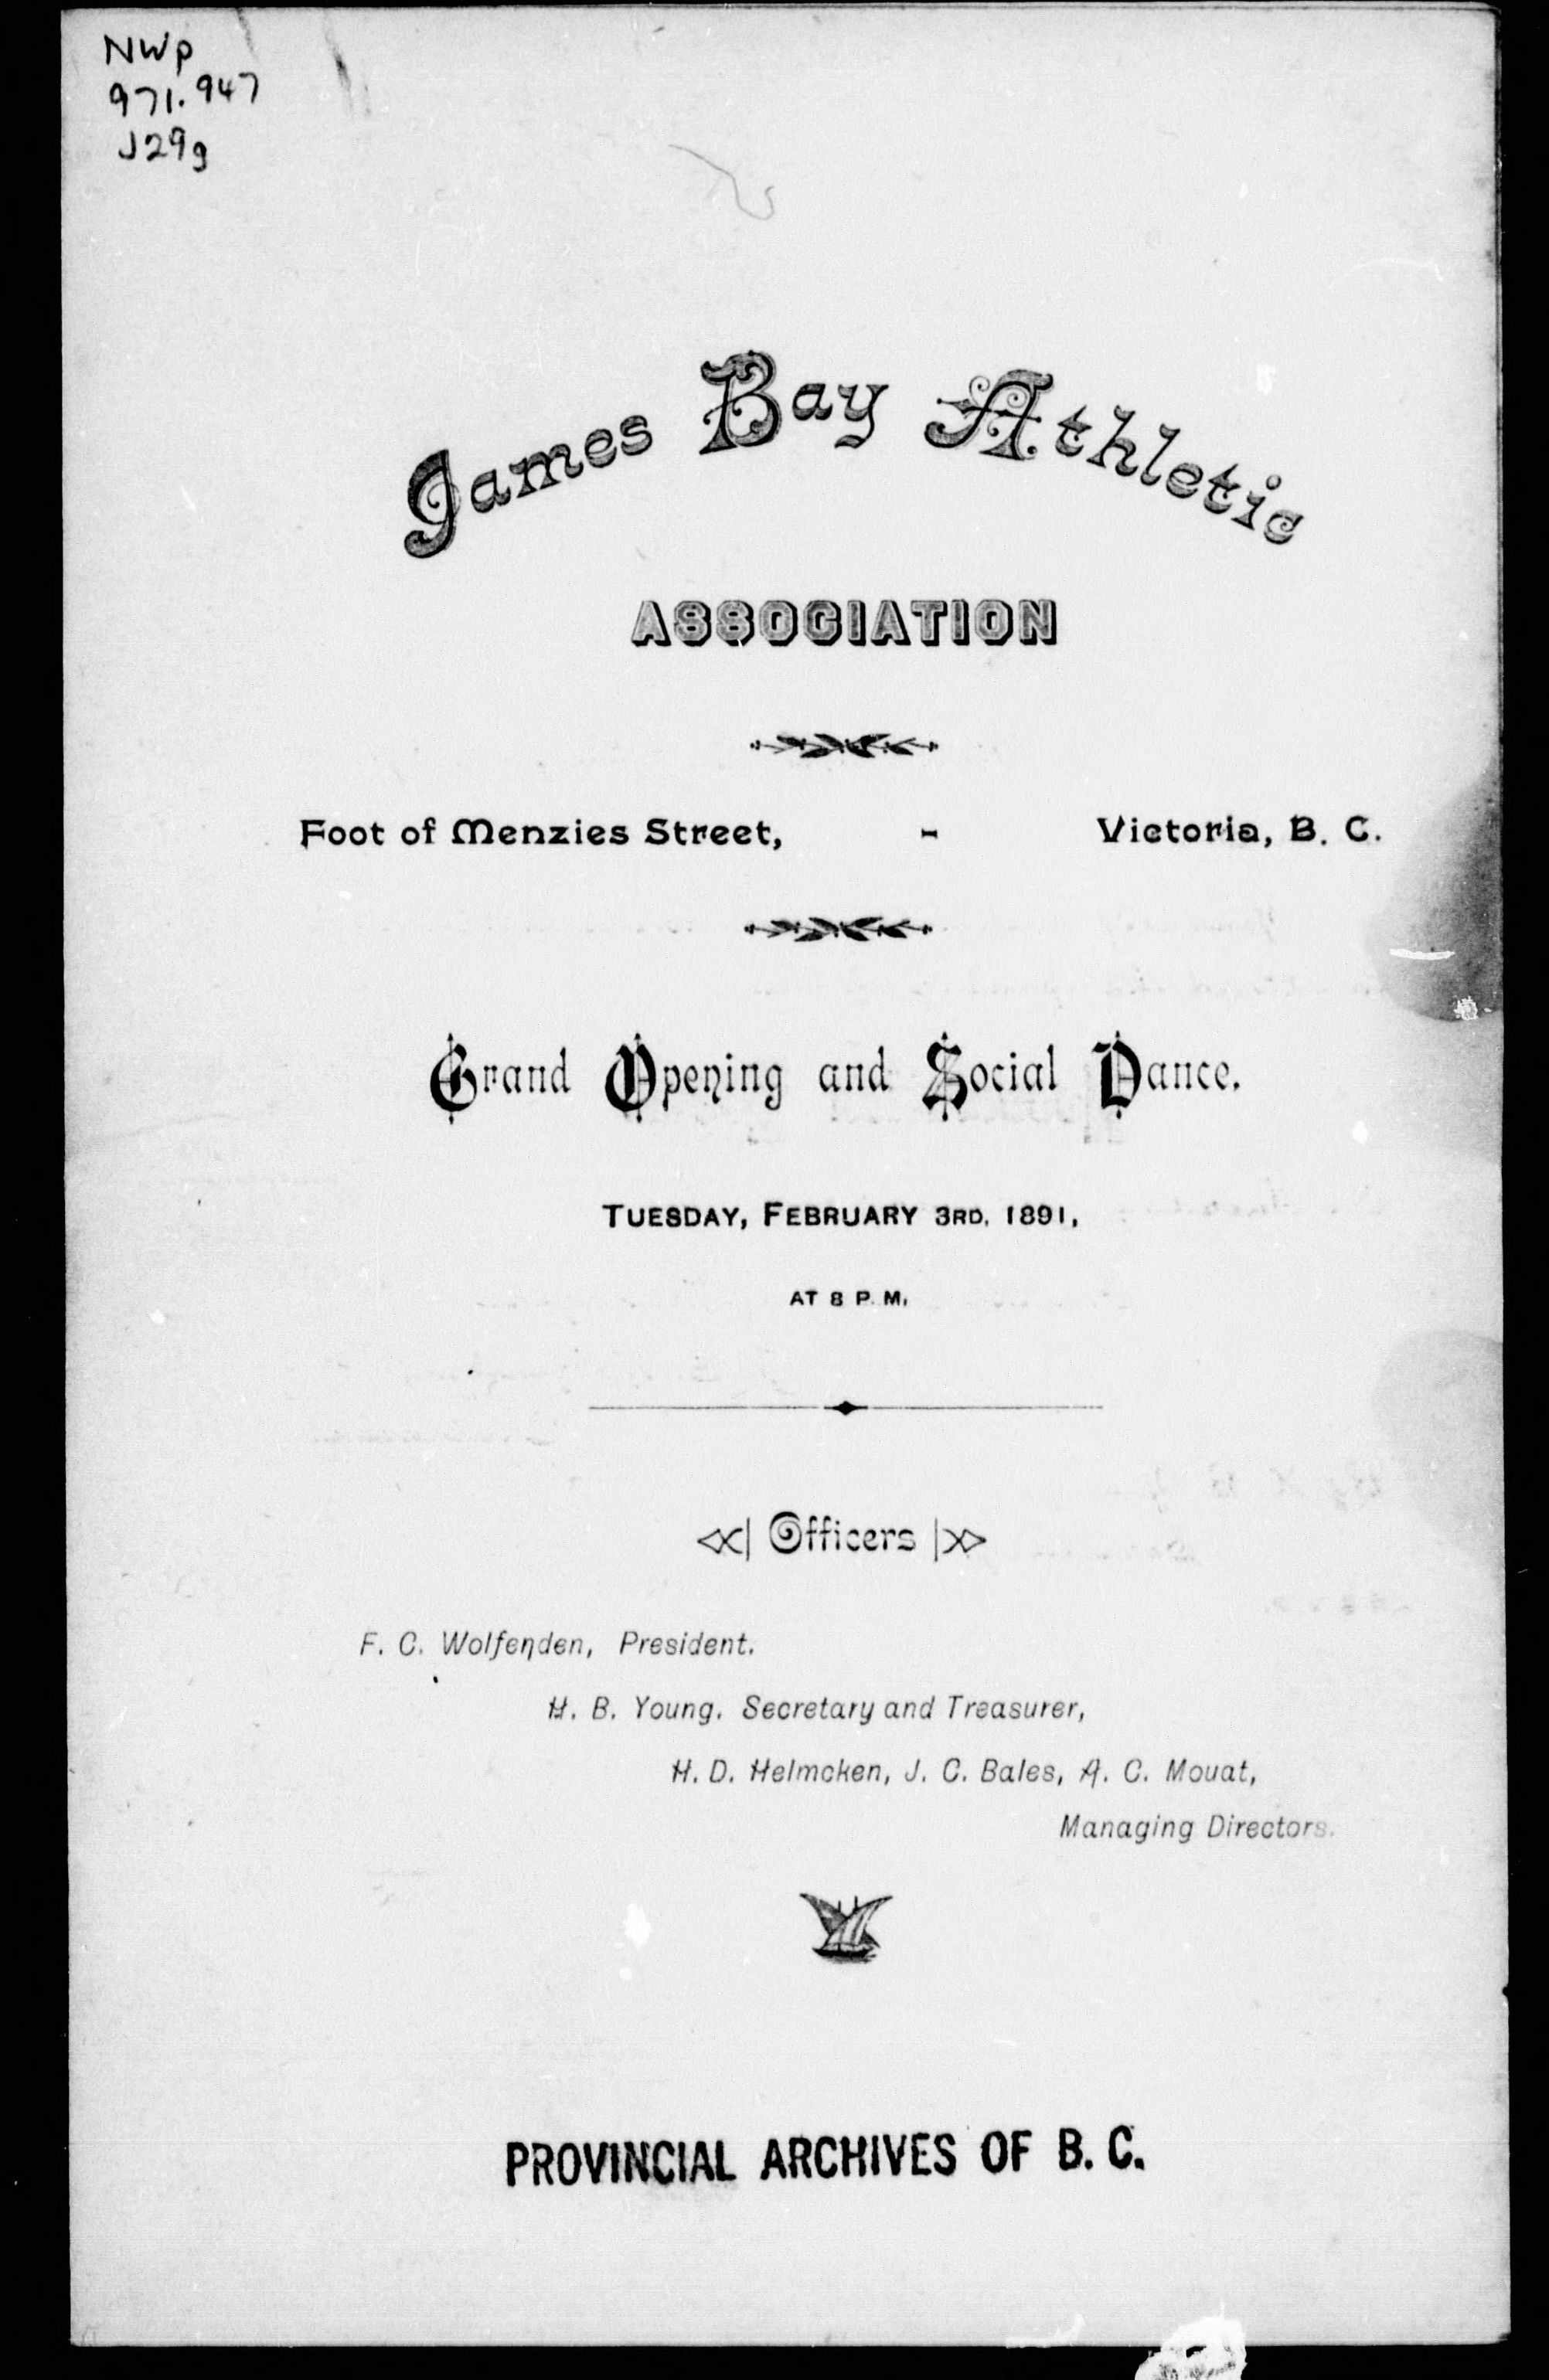 NWp
971.947
J29g
James Bay Athletic
ASSOCIATION
Foot of Menzies Street, - Victoria, B. C.
Grand Opening and Social Dance.
TUESDAY, FEBRUARY 3RD, 1891,
AT 8 P. M.
Officers
F. C. Wolfenden, President.
H. B. Young. Secretary and Treasurer,
H. D. Helmcken, J. C. Bales, A. C. Mouat,
Managing Directors.
PROVINCIAL ARCHIVES OF B. C.